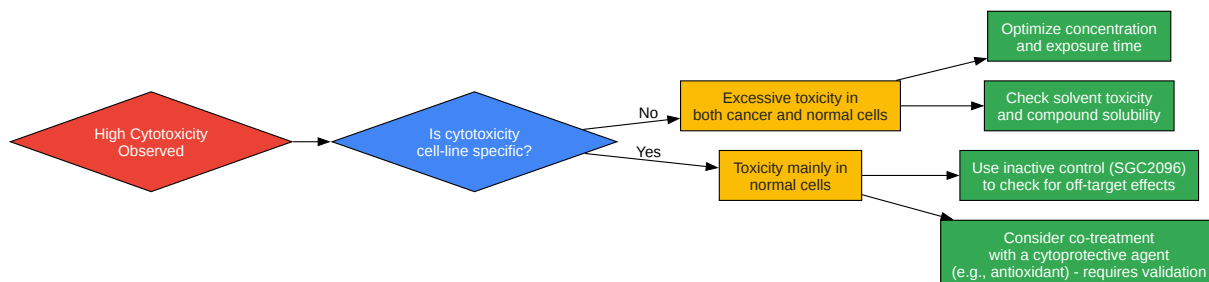 High Cytotoxicity
Observed
Is cytotoxicity
cell-line specific?
No
Yes
Excessive toxicity in
both cancer and normal cells
Toxicity mainly in
normal cells
Optimize concentration
and exposure time
Check solvent toxicity
and compound solubility
Use inactive control (SGC2096)
to check for off-target effects
Consider co-treatment
with a cytoprotective agent
(e.g., antioxidant) - requires validation